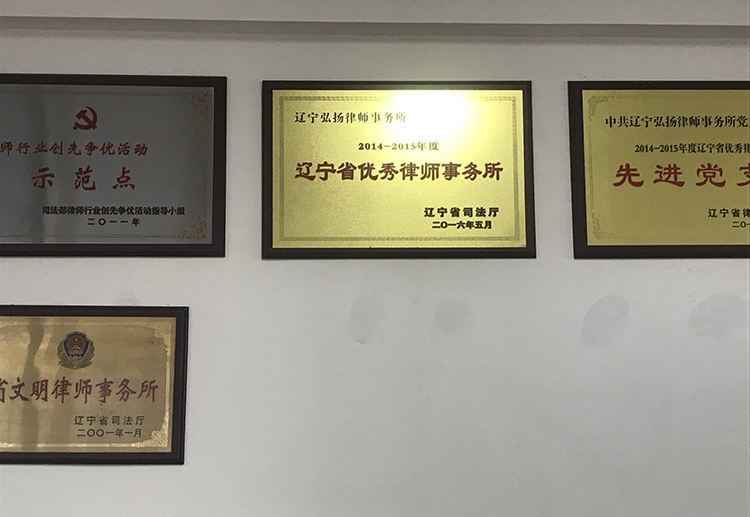 师行业创先争优活动
示范点
司法部律师行业创先争优活动指导小组
二〇一一年
辽宁弘扬律师事务所
2014-2015年度
辽宁省优秀律师事务所
辽宁省司法厅
二〇一六年五月
中共辽宁弘扬律师事务所党
2014-2015年度辽宁省优秀律
先进党支
辽宁省律
二〇一
省文明律师事务所
辽宁省司法厅
二〇〇一年一月